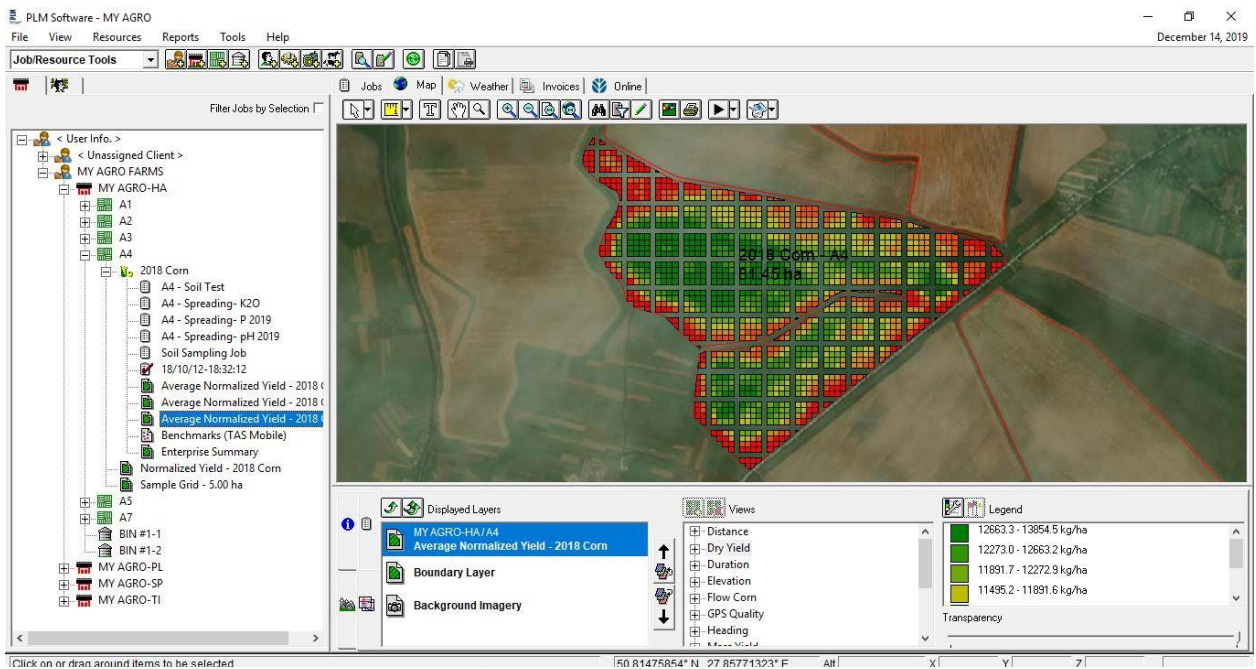 PLM Software - MY AGRO
File View Resources Reports Tools Help
December 14, 2019
Job/Resource Tools
Jobs Map Weather Invoices Online
Filter Jobs by Selection
< User Info. >
< Unassigned Client >
MY AGRO FARMS
MY AGRO-HA
A1
A2
A3
A4
2018 Corn
A4 - Soil Test
A4 - Spreading- K2O
A4 - Spreading- P 2019
A4 - Spreading- pH 2019
Soil Sampling Job
18/10/12-18:32:12
Average Normalized Yield - 2018
Average Normalized Yield - 2018
Average Normalized Yield - 2018
Benchmarks (TAS Mobile)
Enterprise Summary
Normalized Yield - 2018 Corn
Sample Grid - 5.00 ha
A5
A7
BIN #1-1
BIN #1-2
MY AGRO-PL
MY AGRO-SP
MY AGRO-TI
2018 Corn - A4
81.45 ha
Displayed Layers
MY AGRO-HA/A4
Average Normalized Yield - 2018 Corn
Boundary Layer
Background Imagery
Views
Distance
Dry Yield
Duration
Elevation
Flow Corn
GPS Quality
Heading
Legend
12663.3 - 13854.5 kg/ha
12273.0 - 12663.2 kg/ha
11891.7 - 12272.9 kg/ha
11495.2 - 11891.6 kg/ha
Transparency
Click on or drag around items to be selected
50.81475854° N 27.85771323° E Alt X Y Z